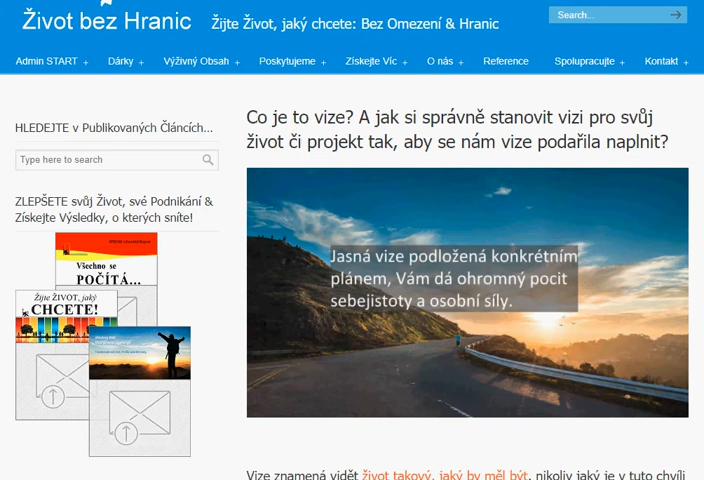 Život bez Hranic
Žijte Život, jaký chcete: Bez Omezení & Hranic
Search...
Admin START +
Dárky +
Výživný Obsah +
Poskytujeme +
Získejte Víc +
O nás +
Reference
Spolupracujte +
Kontakt +
HLEDEJTE v Publikovaných Článcích...
Type here to search
ZLEPŠETE svůj Život, své Podnikání &
Získejte Výsledky, o kterých sníte!
Všechno se
POČÍTÁ...
Žijte ŽIVOT, jaký
CHCETE!
Co je to vize? A jak si správně stanovit vizi pro svůj
život či projekt tak, aby se nám vize podařila naplnit?
Jasná vize podložená konkrétním
plánem, Vám dá ohromný pocit
sebejistoty a osobní síly.
Vize znamená vidět život takový, jaký by měl být, nikoliv jaký je v tuto chvíli